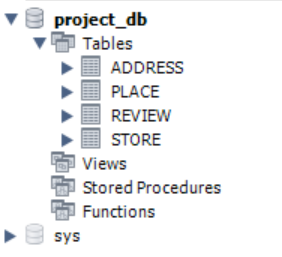 project_db
Tables
ADDRESS
PLACE
REVIEW
STORE
Views
Stored Procedures
Functions
sys